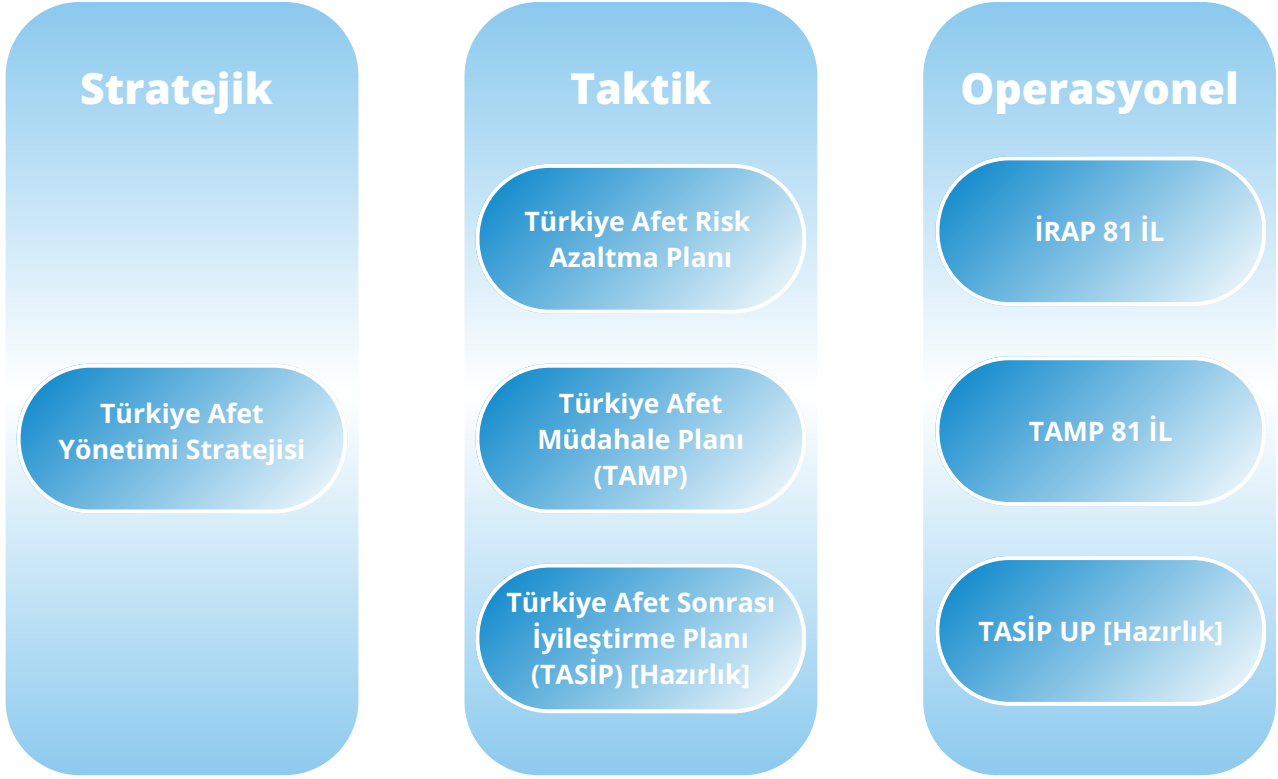 Stratejik
Türkiye Afet
Yönetimi Stratejisi
Taktik
Türkiye Afet Risk
Azaltma Planı
Türkiye Afet
Müdahale Planı
(TAMP)
Türkiye Afet Sonrası
İyileştirme Planı
(TASİP) [Hazırlık]
Operasyonel
İRAP 81 İL
TAMP 81 İL
TASİP UP [Hazırlık]